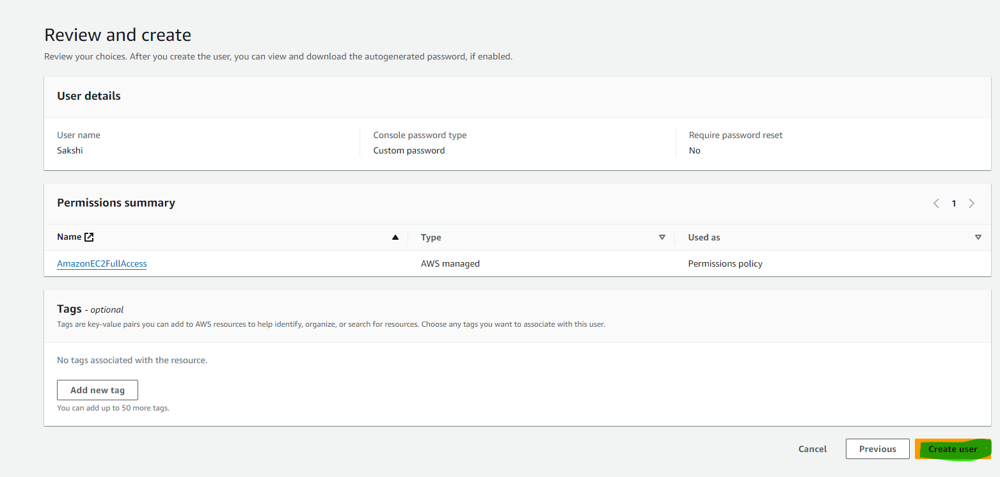 Review and create
Review your choices. After you create the user, you can view and download the autogenerated password, if enabled.
User details
User name
Sakshi
Console password type
Custom password
Require password reset
No
Permissions summary
1
Name
Type
Used as
AmazonEC2FullAccess
AWS managed
Permissions policy
Tags - optional
Tags are key-value pairs you can add to AWS resources to help identify, organize, or search for resources. Choose any tags you want to associate with this user.
No tags associated with the resource.
Add new tag
You can add up to 50 more tags.
Cancel
Previous
Create user